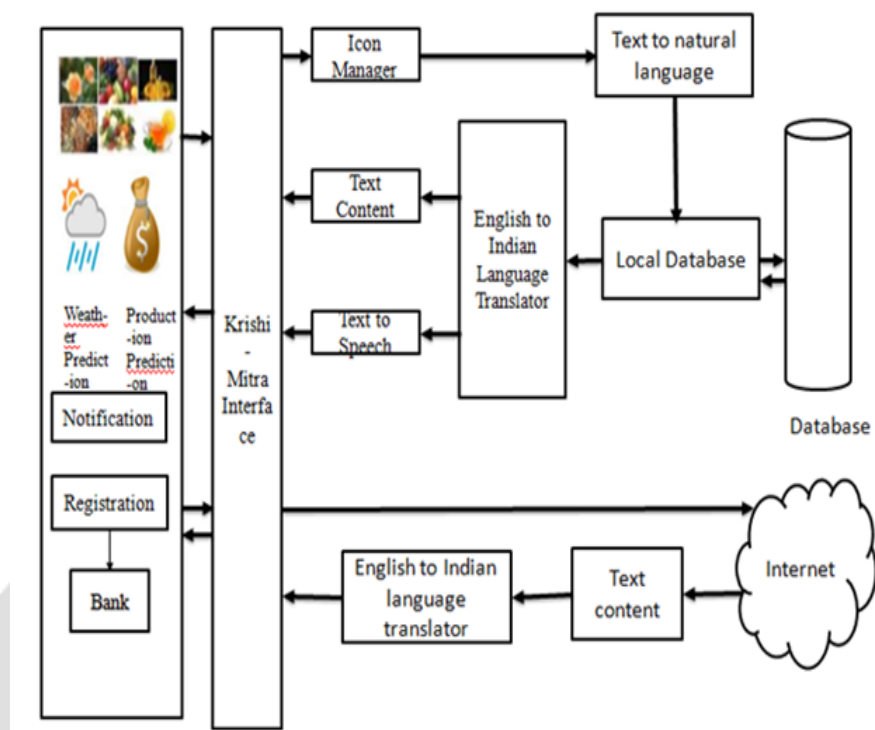 Icon
Manager
Text to natural
language
Text
Content
English to
Indian
Language
Translator
Local Database
Text to
Speech
Database
Weath-
er
Predict
-ion
Product
-ion
Predicti
-on
Notification
Registration
Bank
Krishi
-
Mitra
Interfa
ce
English to Indian
language
translator
Text
content
Internet
$